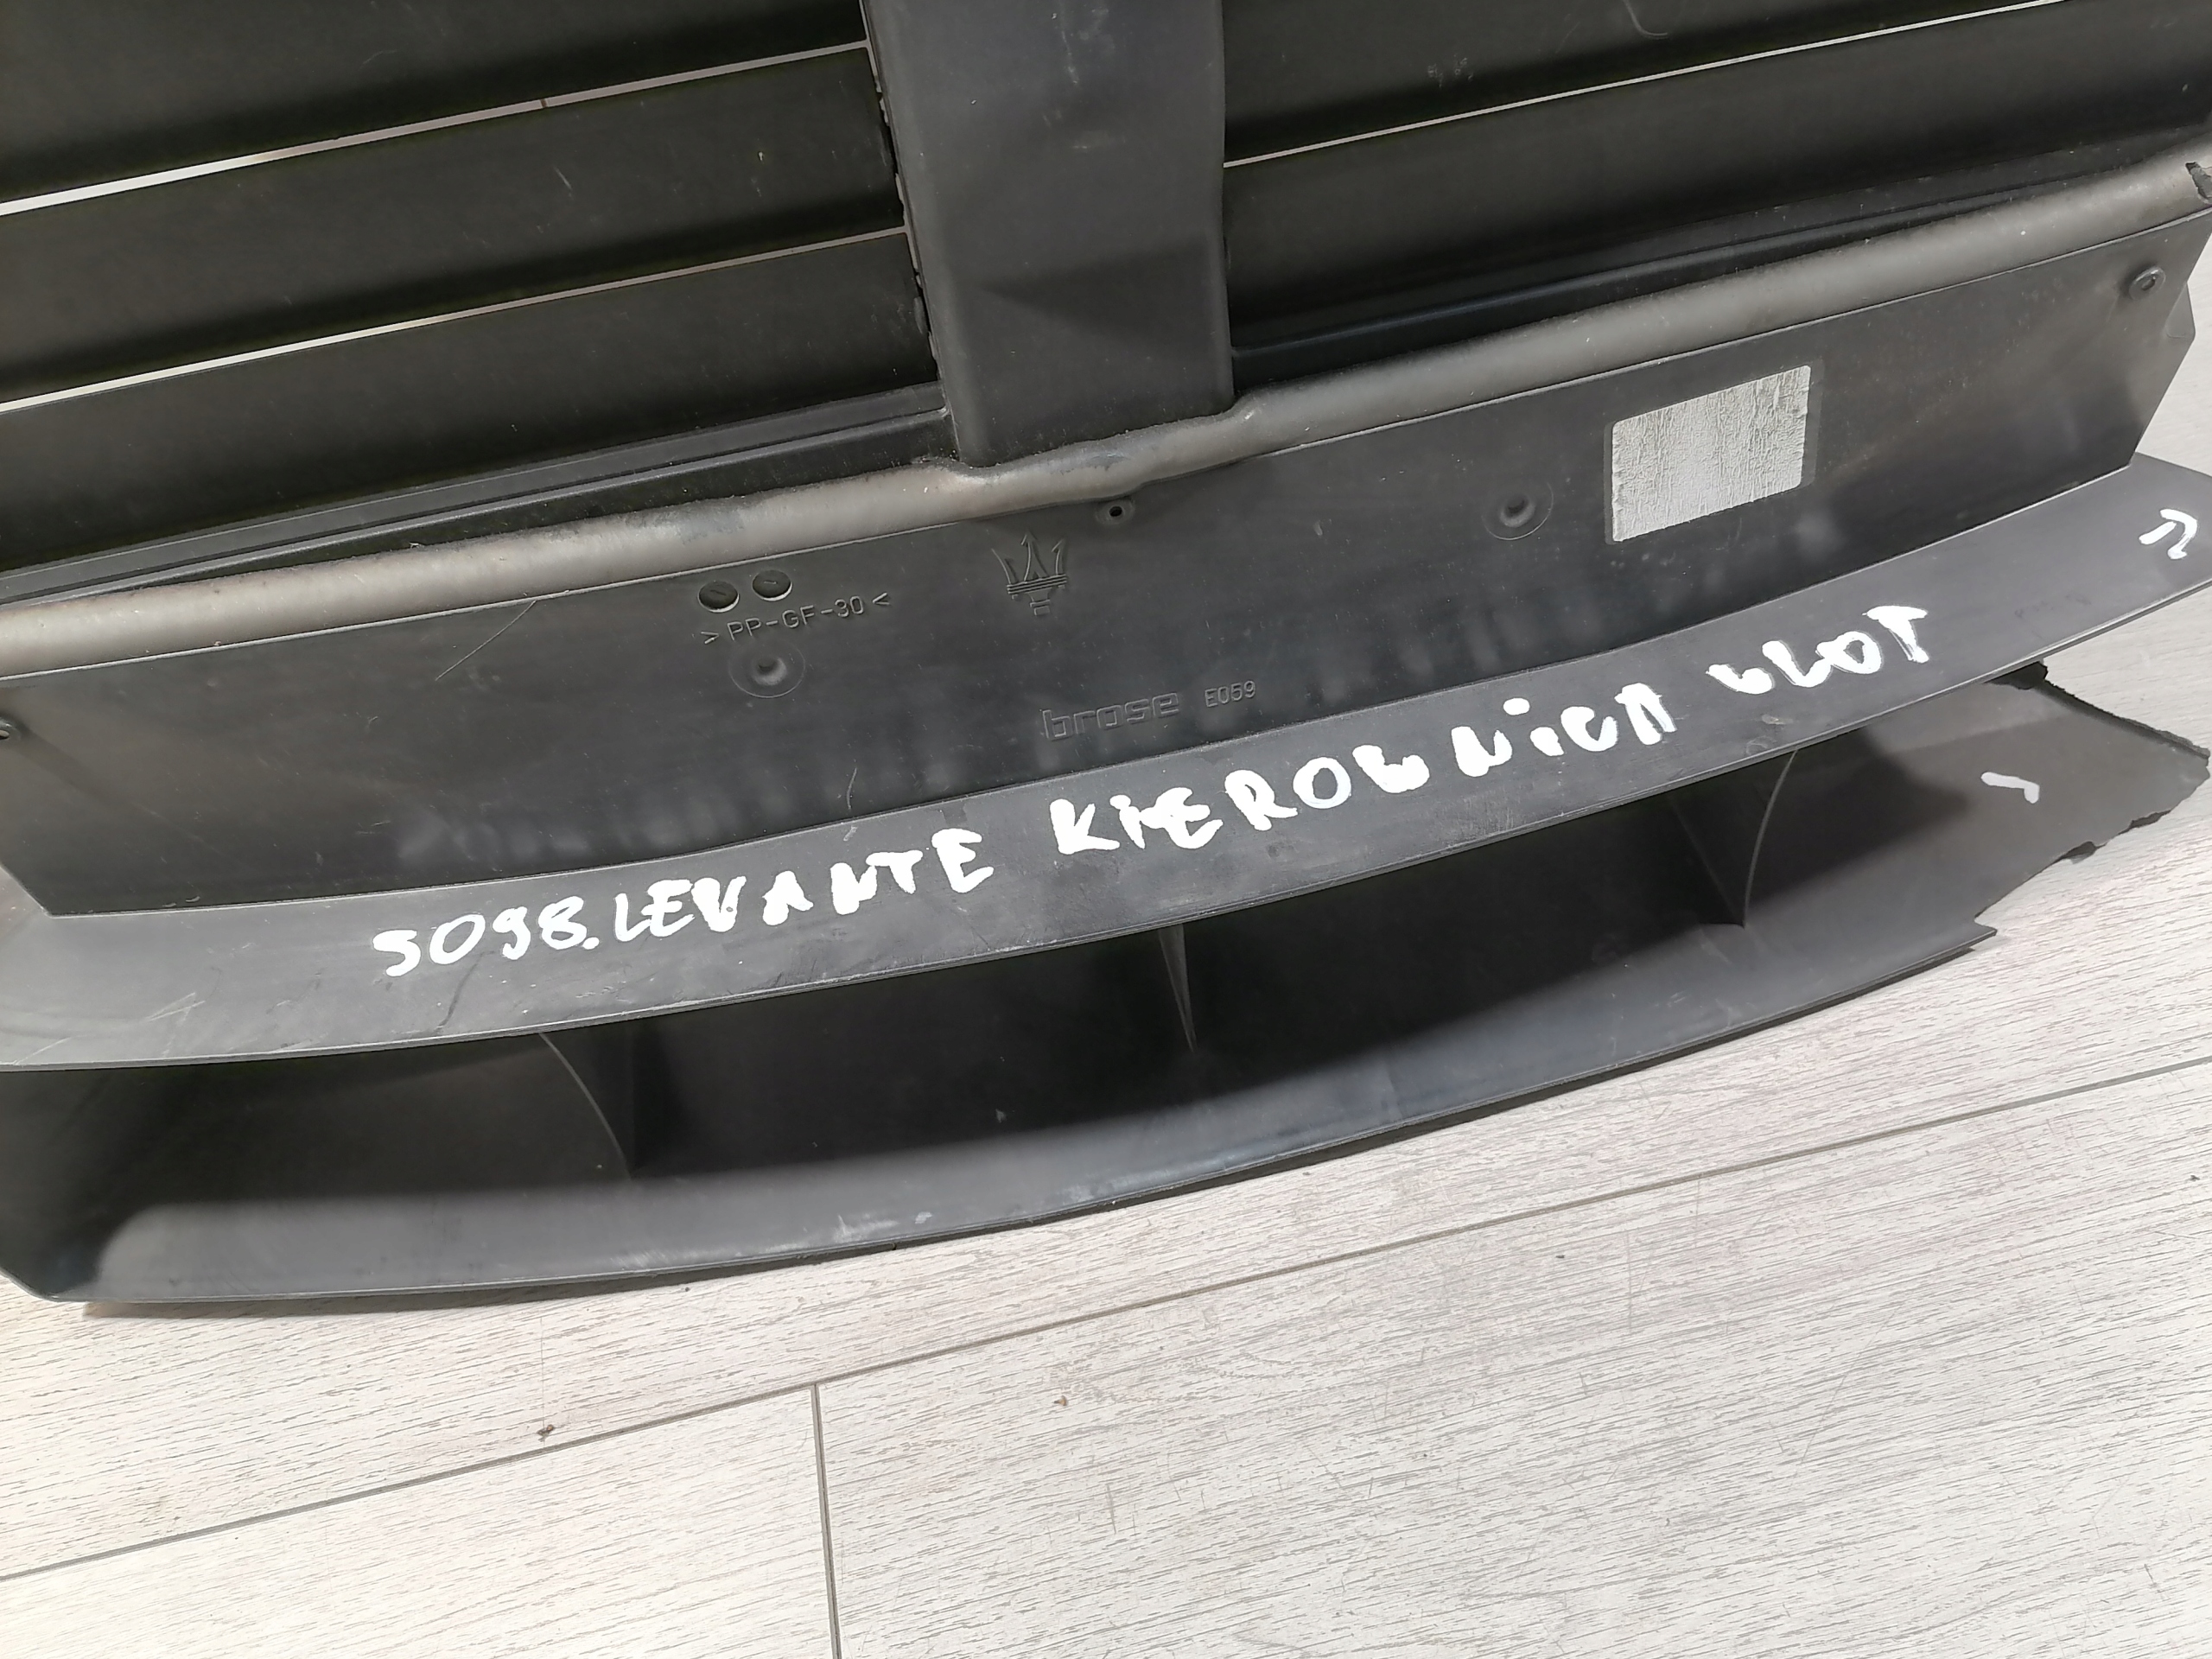 >PP-GF-30<
brose E059
5098.LEVANTE KIEROWNICA WLOT